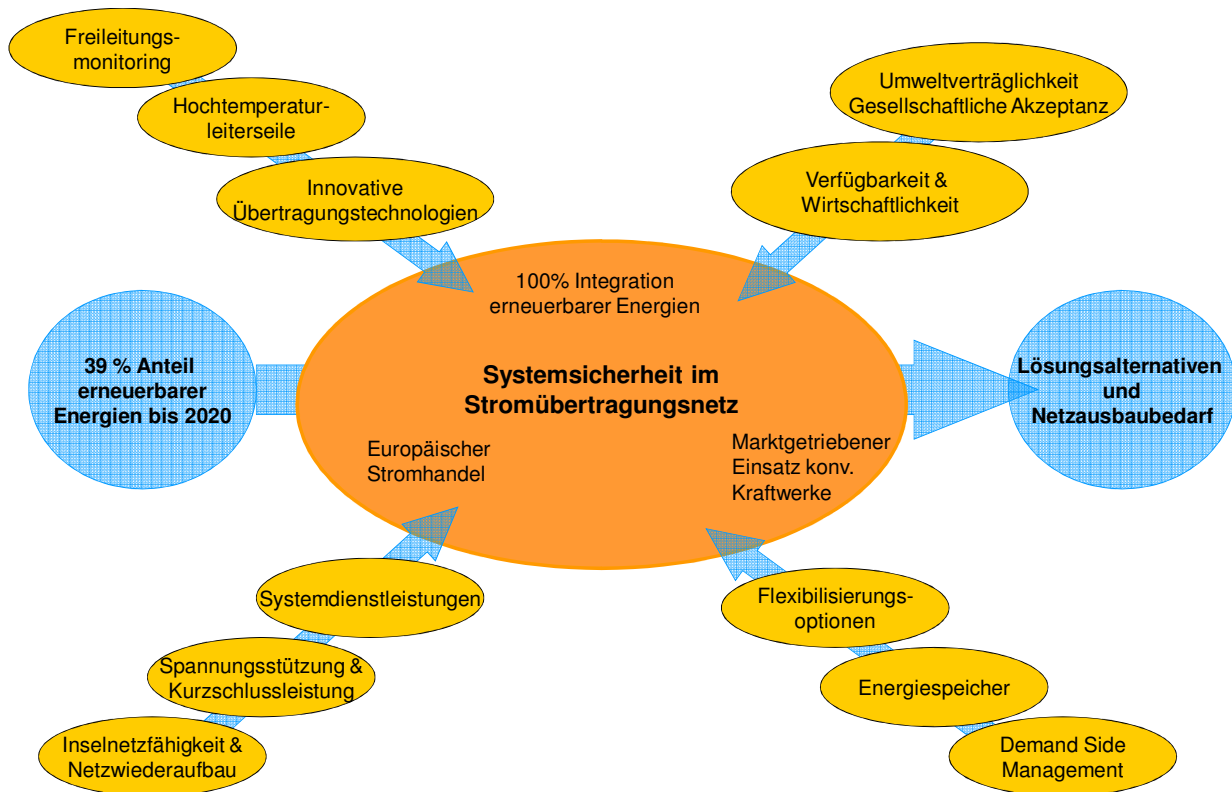 Freileitungs-
monitoring
Hochtemperatur-
leiterseile
Innovative
Übertragungstechnologien
Umweltverträglichkeit
Gesellschaftliche Akzeptanz
Verfügbarkeit &
Wirtschaftlichkeit
100% Integration
erneuerbarer Energien
39 % Anteil
erneuerbarer
Energien bis 2020
Systemsicherheit im
Stromübertragungsnetz
Lösungsalternativen
und
Netzausbaubedarf
Europäischer
Stromhandel
Marktgetriebener
Einsatz konv.
Kraftwerke
Systemdienstleistungen
Spannungsstützung &
Kurzschlussleistung
Inselnetzfähigkeit &
Netzwiederaufbau
Flexibilisierungs-
optionen
Energiespeicher
Demand Side
Management